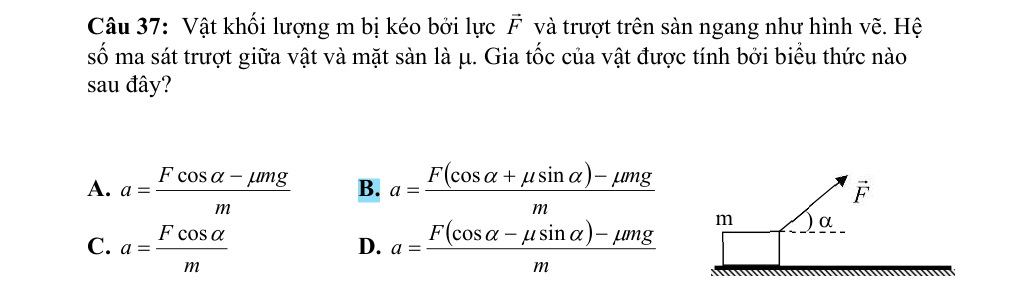 Câu 37: Vật khối lượng m bị kéo bởi lực F⃗ và trượt trên sàn ngang như hình vẽ. Hệ
số ma sát trượt giữa vật và mặt sàn là μ. Gia tốc của vật được tính bởi biểu thức nào
sau đây?
A. a = (F cos α − μmg)/m
B. a = (F(cos α + μ sin α) − μmg)/m
C. a = (F cos α)/m
D. a = (F(cos α − μ sin α) − μmg)/m
F⃗
m
α